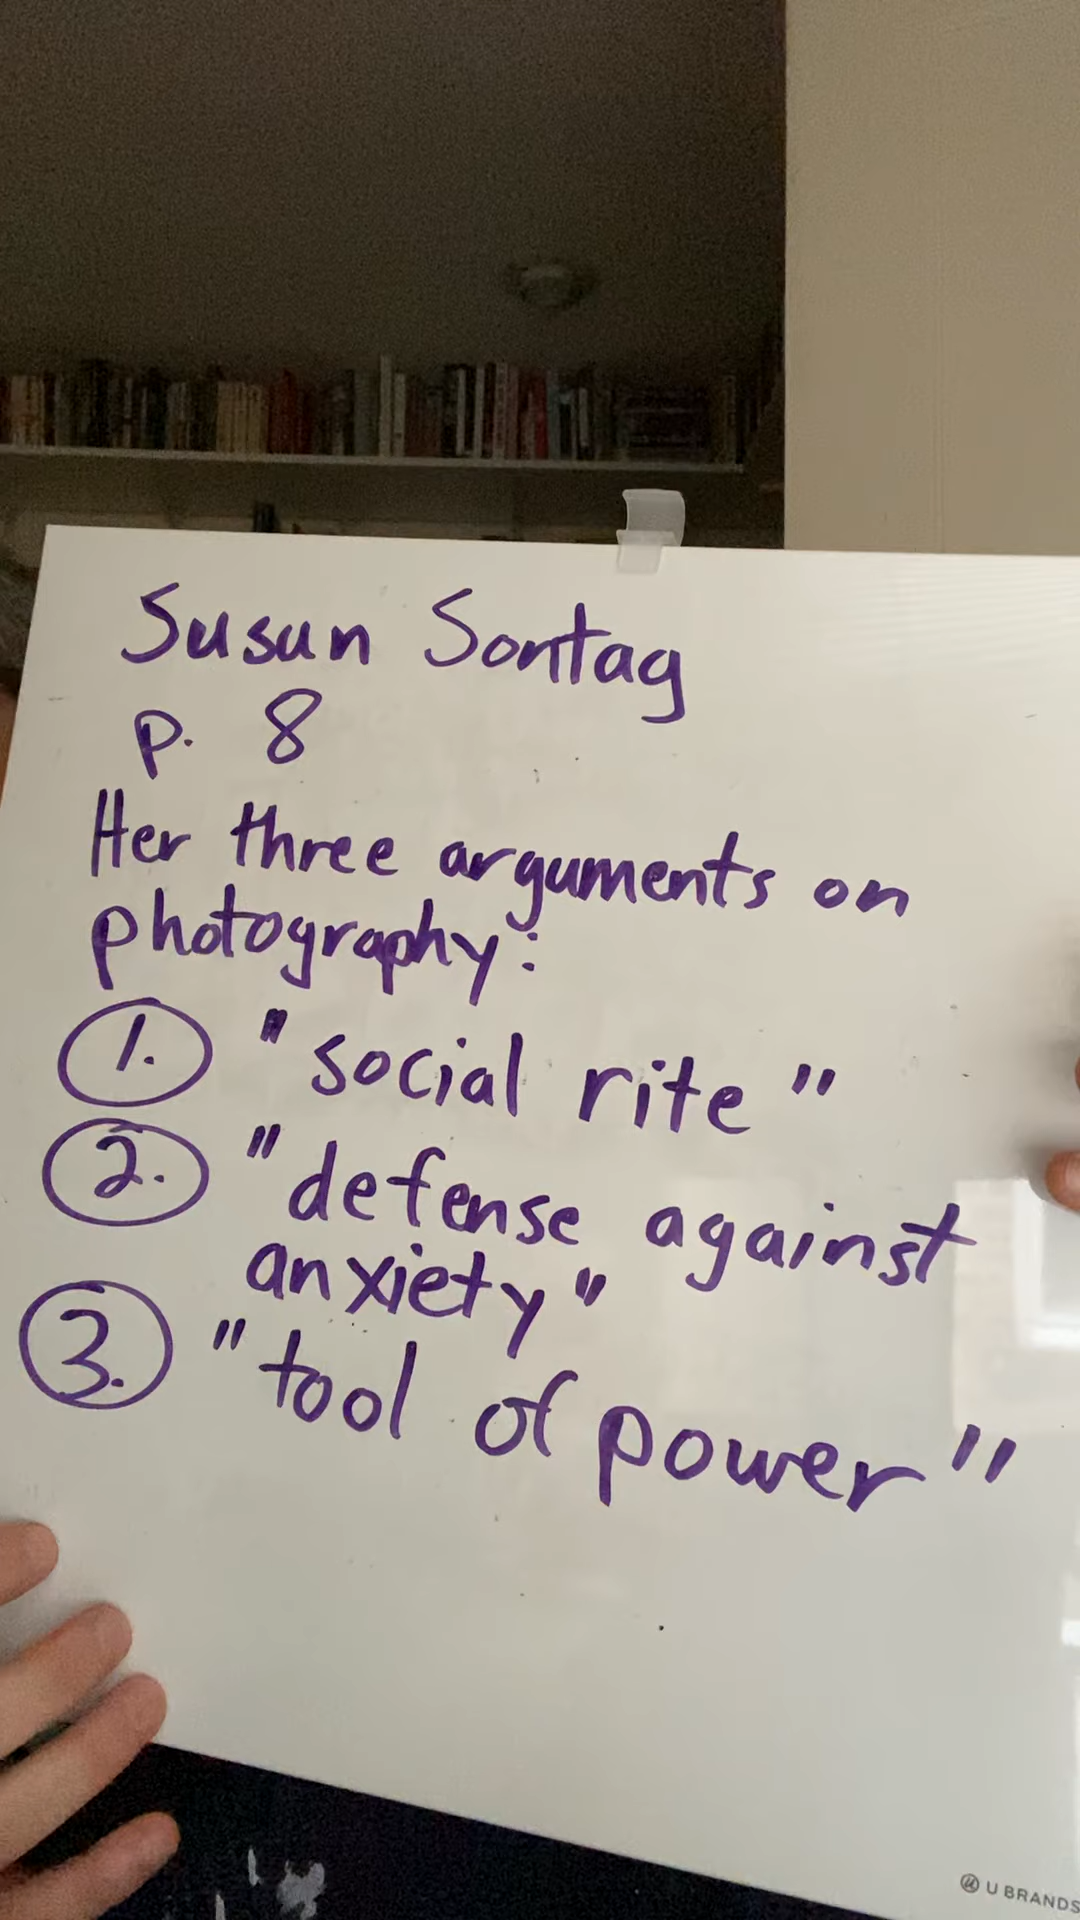 Susan Sontag
p. 8
Her three arguments on
photography:
1. "social rite"
2. "defense against
anxiety"
3. "tool of power"
U BRANDS